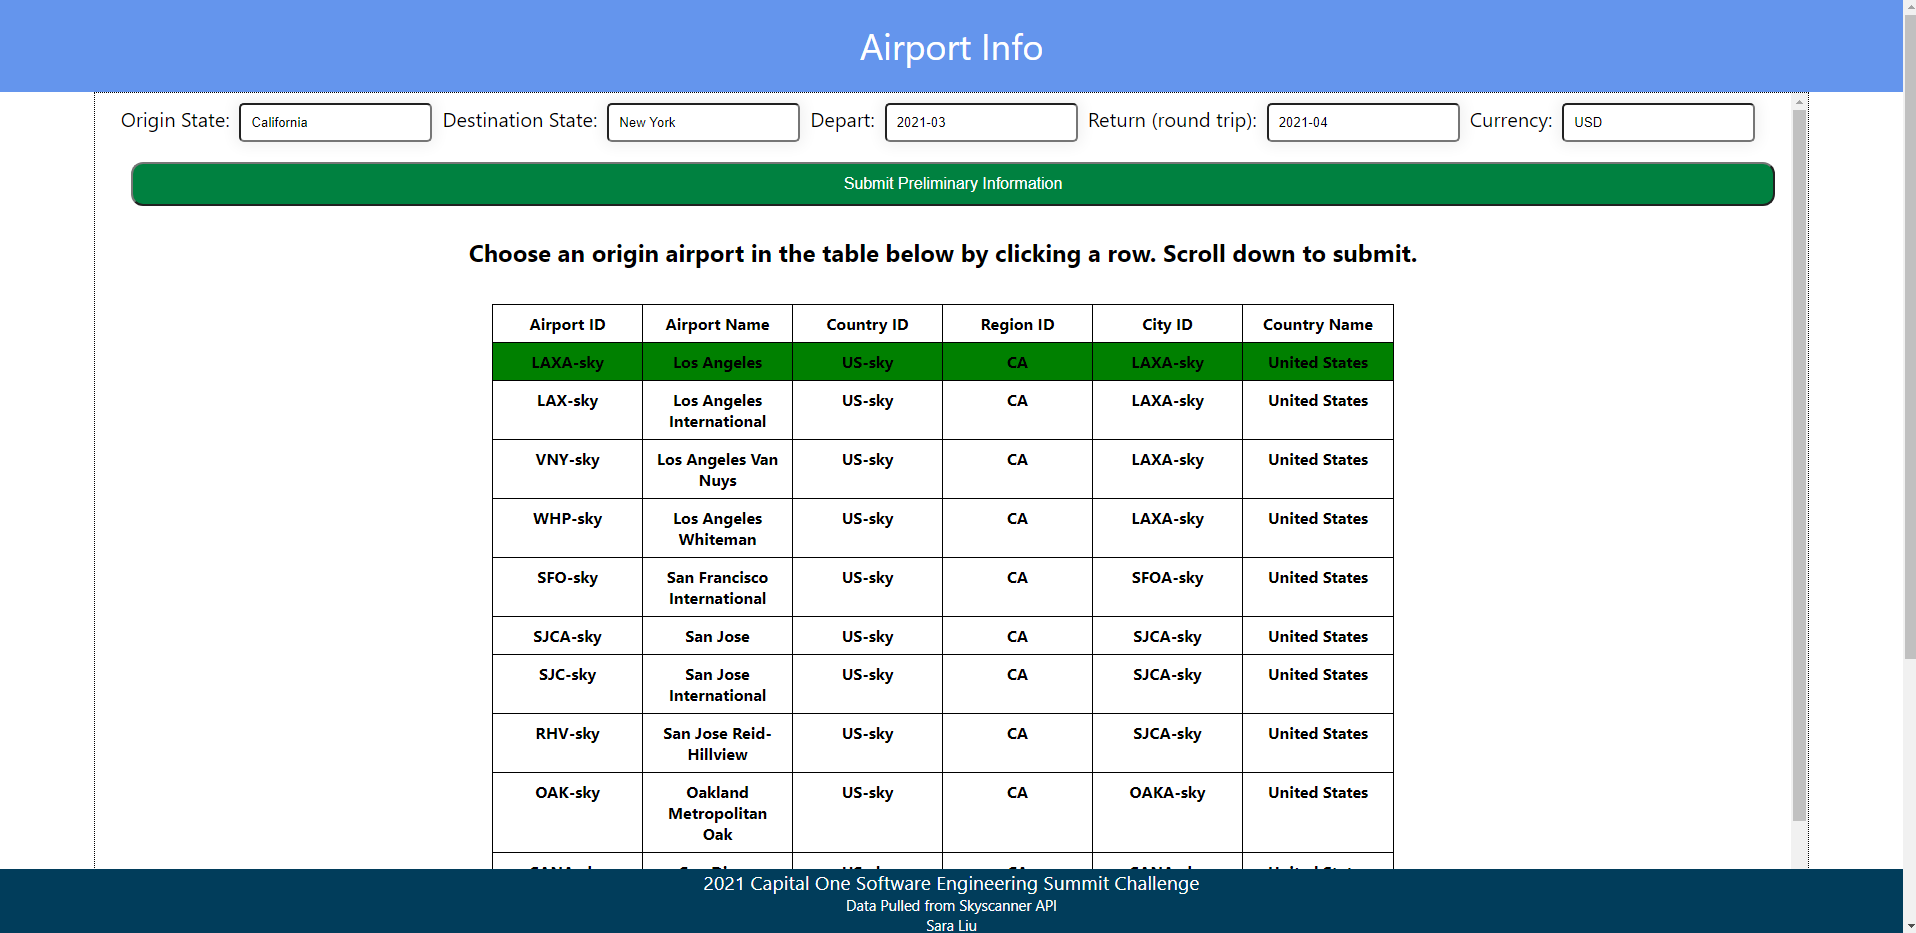 Airport Info
Origin State: California Destination State: New York Depart: 2021-03 Return (round trip): 2021-04 Currency: USD
Submit Preliminary Information
Choose an origin airport in the table below by clicking a row. Scroll down to submit.
Airport ID Airport Name Country ID Region ID City ID Country Name
LAXA-sky Los Angeles US-sky CA LAXA-sky United States
LAX-sky Los Angeles International US-sky CA LAXA-sky United States
VNY-sky Los Angeles Van Nuys US-sky CA LAXA-sky United States
WHP-sky Los Angeles Whiteman US-sky CA LAXA-sky United States
SFO-sky San Francisco International US-sky CA SFOA-sky United States
SJCA-sky San Jose US-sky CA SJCA-sky United States
SJC-sky San Jose International US-sky CA SJCA-sky United States
RHV-sky San Jose Reid-Hillview US-sky CA SJCA-sky United States
OAK-sky Oakland Metropolitan Oak US-sky CA OAKA-sky United States
2021 Capital One Software Engineering Summit Challenge
Data Pulled from Skyscanner API
Sara Liu